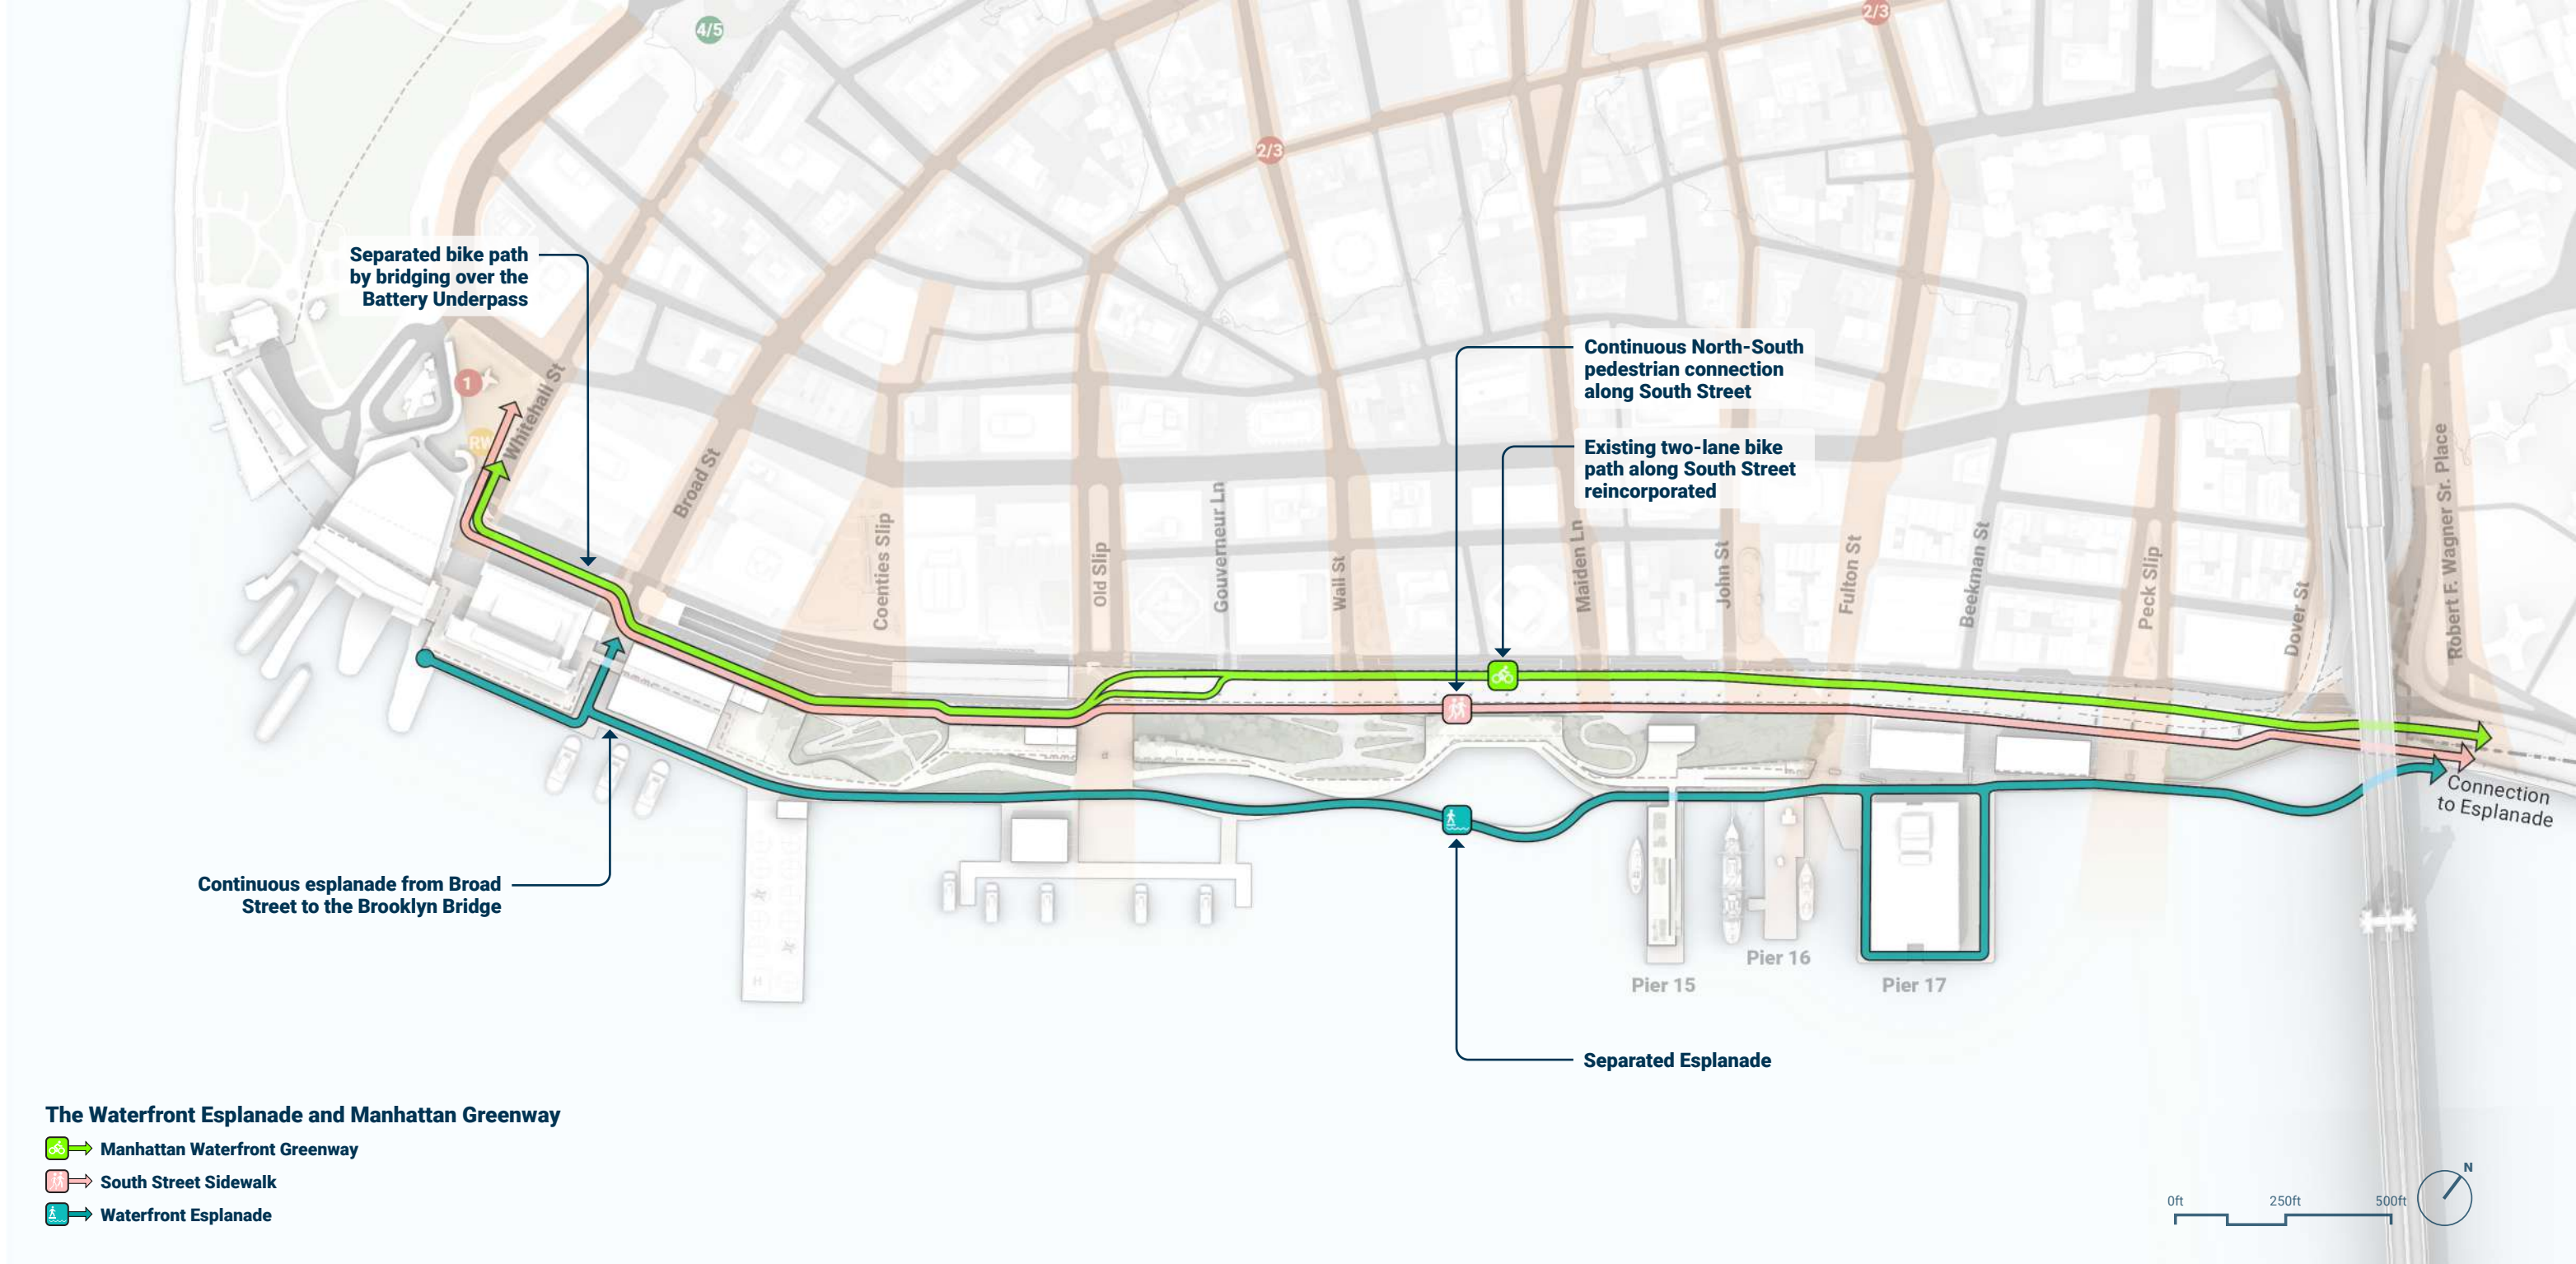 4/5
2/3
2/3
Separated bike path
by bridging over the
Battery Underpass
Continuous North-South
pedestrian connection
along South Street
Existing two-lane bike
path along South Street
reincorporated
1
RW
Whitehall St
Broad St
Coenties Slip
Old Slip
Gouverneur Ln
Wall St
Maiden Ln
John St
Fulton St
Beekman St
Peck Slip
Dover St
Robert F. Wagner Sr. Place
Connection
to Esplanade
Continuous esplanade from Broad
Street to the Brooklyn Bridge
H
Pier 15
Pier 16
Pier 17
Separated Esplanade
The Waterfront Esplanade and Manhattan Greenway
Manhattan Waterfront Greenway
South Street Sidewalk
Waterfront Esplanade
0ft
250ft
500ft
N